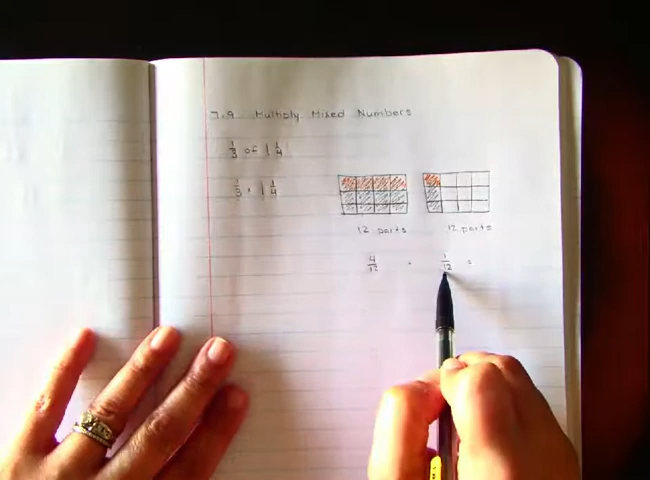 7.9 Multiply Mixed Numbers
1/3 of 1 1/4
1/3 · 1 1/4
12 parts 12 parts
4/12 + 1/12 =